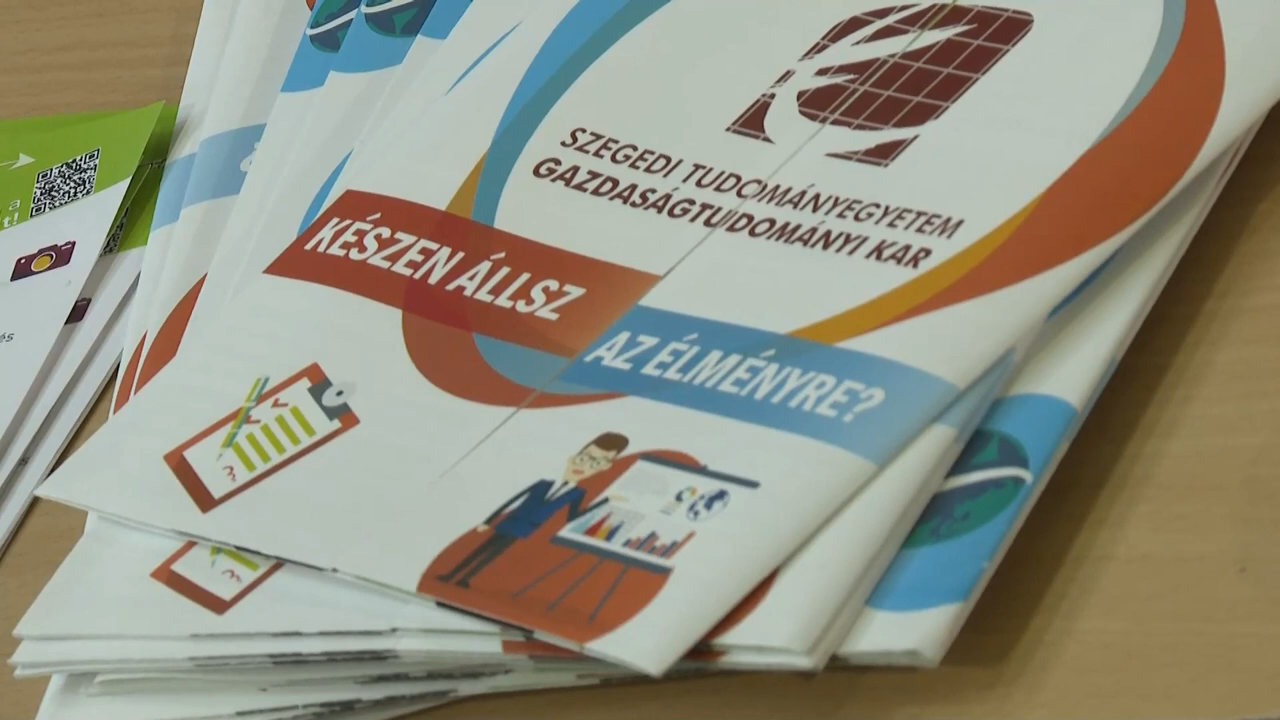 SZEGEDI TUDOMÁNYEGYETEM
GAZDASÁGTUDOMÁNYI KAR
KÉSZEN ÁLLSZ
AZ ÉLMÉNYRE?